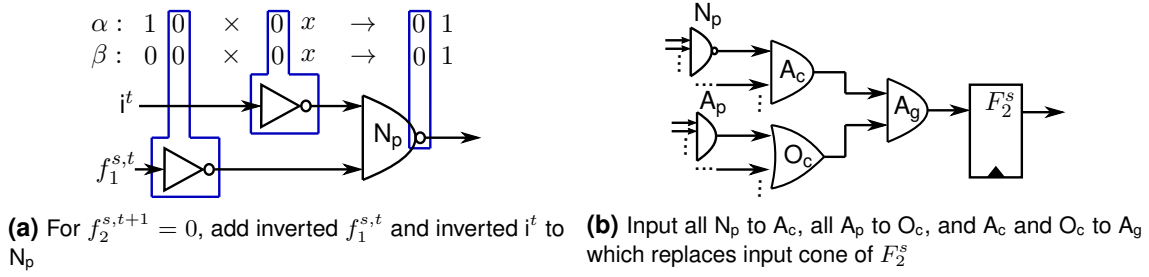 α : 1 0 × 0 x → 0 1
β : 0 0 × 0 x → 0 1
i^t
N_p
f_1^{s,t}
(a) For f_2^{s,t+1} = 0, add inverted f_1^{s,t} and inverted i^t to
N_p
N_p
A_c
A_p
A_g
F_2^s
O_c
(b) Input all N_p to A_c, all A_p to O_c, and A_c and O_c to A_g
which replaces input cone of F_2^s